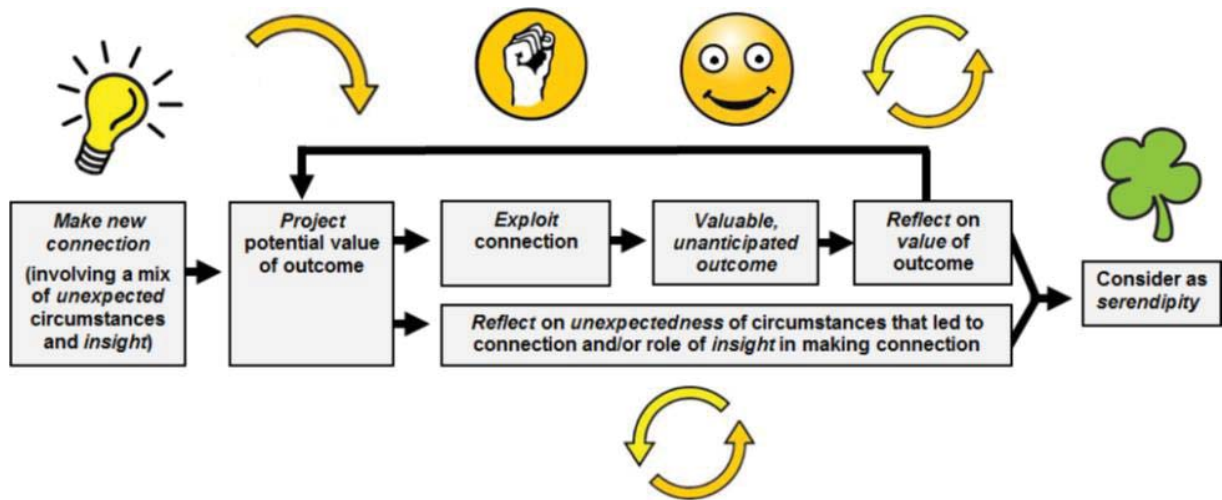 Make new
connection
(involving a mix
of unexpected
circumstances
and insight)
Project
potential value
of outcome
Exploit
connection
Valuable,
unanticipated
outcome
Reflect on
value of
outcome
Reflect on unexpectedness of circumstances that led to
connection and/or role of insight in making connection
Consider as
serendipity